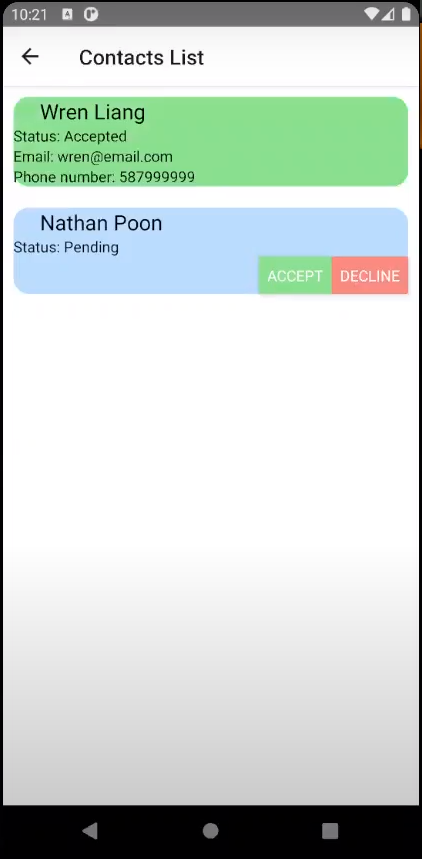 10:21
Contacts List
Wren Liang
Status: Accepted
Email: wren@email.com
Phone number: 587999999
Nathan Poon
Status: Pending
ACCEPT DECLINE